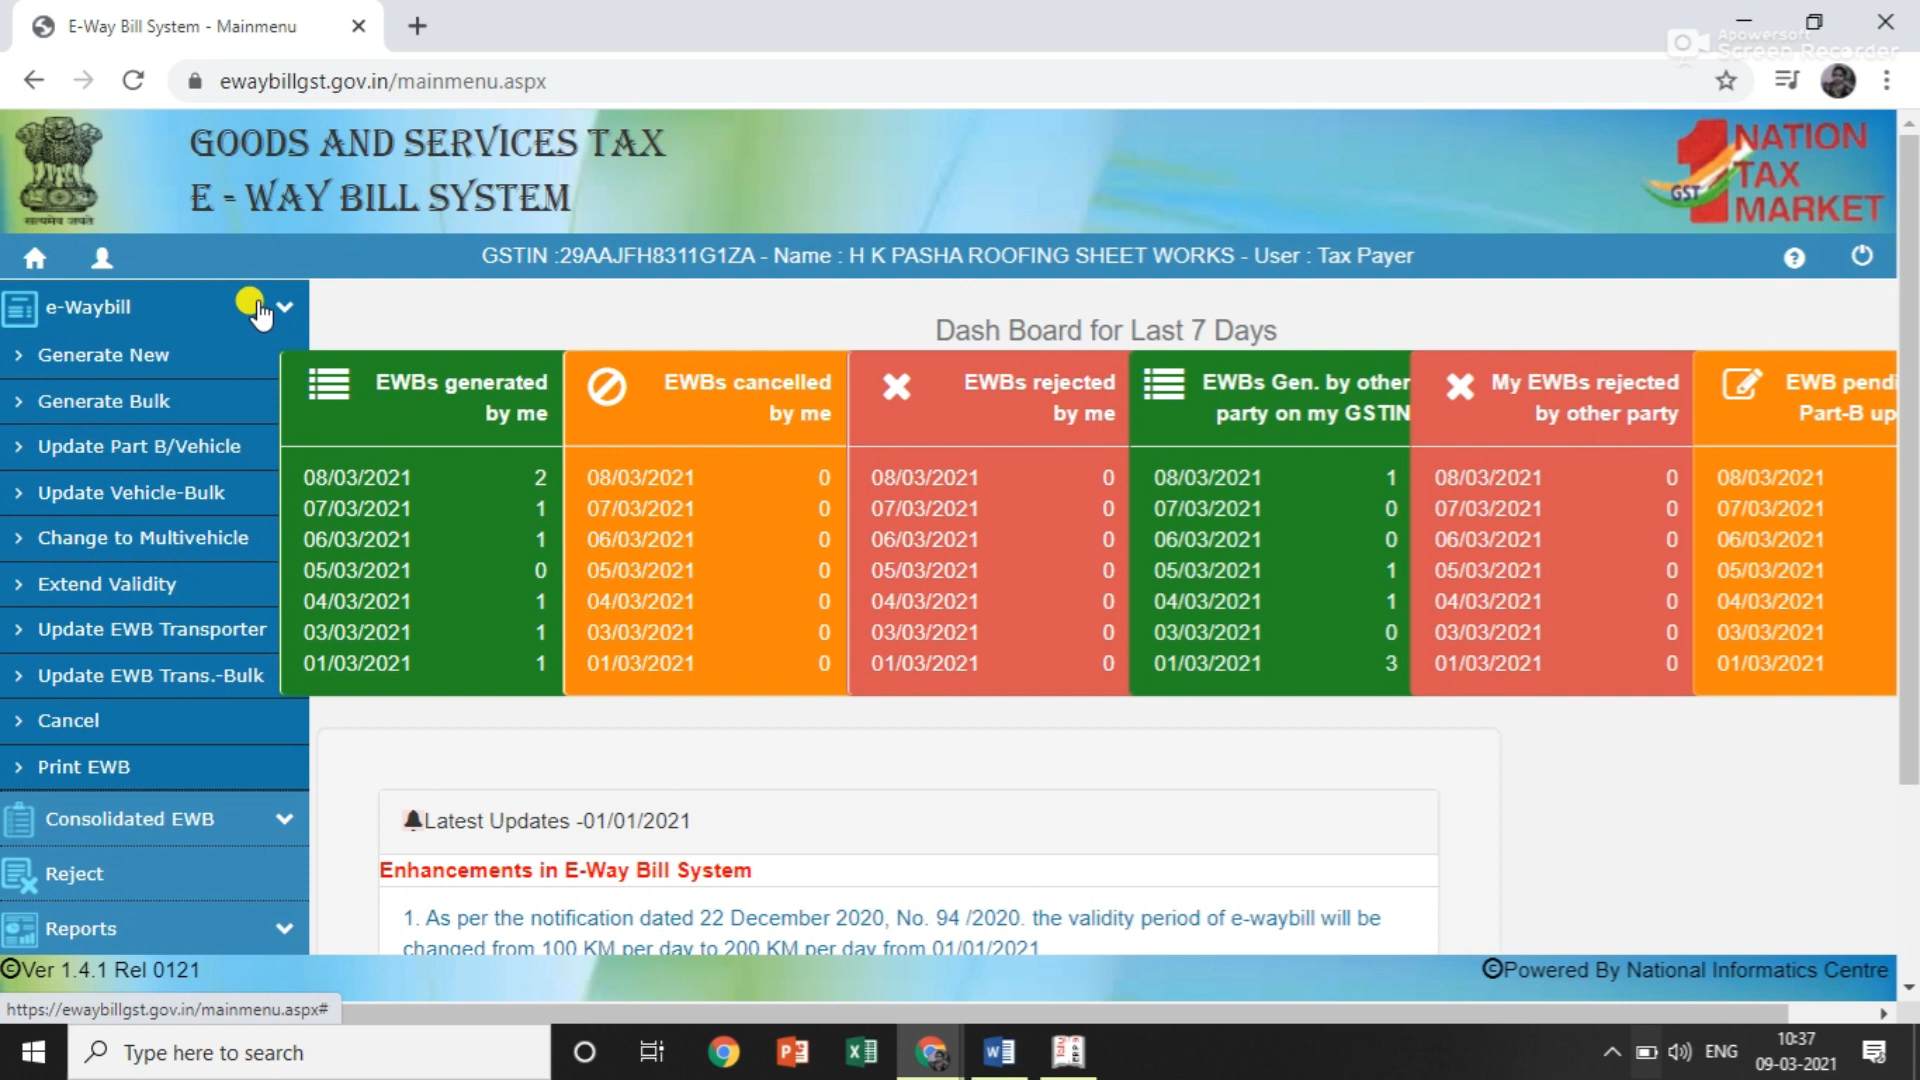 E-Way Bill System - Mainmenu
Apowersoft
Screen Recorder
ewaybillgst.gov.in/mainmenu.aspx
सत्यमेव जयते
GOODS AND SERVICES TAX
E - WAY BILL SYSTEM
1 NATION
TAX
MARKET
GST
GSTIN :29AAJFH8311G1ZA - Name : H K PASHA ROOFING SHEET WORKS - User : Tax Payer
e-Waybill
Generate New
Generate Bulk
Update Part B/Vehicle
Update Vehicle-Bulk
Change to Multivehicle
Extend Validity
Update EWB Transporter
Update EWB Trans.-Bulk
Cancel
Print EWB
Consolidated EWB
Reject
Reports
Dash Board for Last 7 Days
EWBs generated
by me
08/03/2021 2
07/03/2021 1
06/03/2021 1
05/03/2021 0
04/03/2021 1
03/03/2021 1
01/03/2021 1
EWBs cancelled
by me
08/03/2021 0
07/03/2021 0
06/03/2021 0
05/03/2021 0
04/03/2021 0
03/03/2021 0
01/03/2021 0
EWBs rejected
by me
08/03/2021 0
07/03/2021 0
06/03/2021 0
05/03/2021 0
04/03/2021 0
03/03/2021 0
01/03/2021 0
EWBs Gen. by other
party on my GSTIN
08/03/2021 1
07/03/2021 0
06/03/2021 0
05/03/2021 1
04/03/2021 1
03/03/2021 0
01/03/2021 3
My EWBs rejected
by other party
08/03/2021 0
07/03/2021 0
06/03/2021 0
05/03/2021 0
04/03/2021 0
03/03/2021 0
01/03/2021 0
EWB pendi
Part-B up
08/03/2021
07/03/2021
06/03/2021
05/03/2021
04/03/2021
03/03/2021
01/03/2021
Latest Updates -01/01/2021
Enhancements in E-Way Bill System
1. As per the notification dated 22 December 2020, No. 94 /2020. the validity period of e-waybill will be
changed from 100 KM per day to 200 KM per day from 01/01/2021
©Ver 1.4.1 Rel 0121
©Powered By National Informatics Centre
https://ewaybillgst.gov.in/mainmenu.aspx#
Type here to search
ENG
10:37
09-03-2021